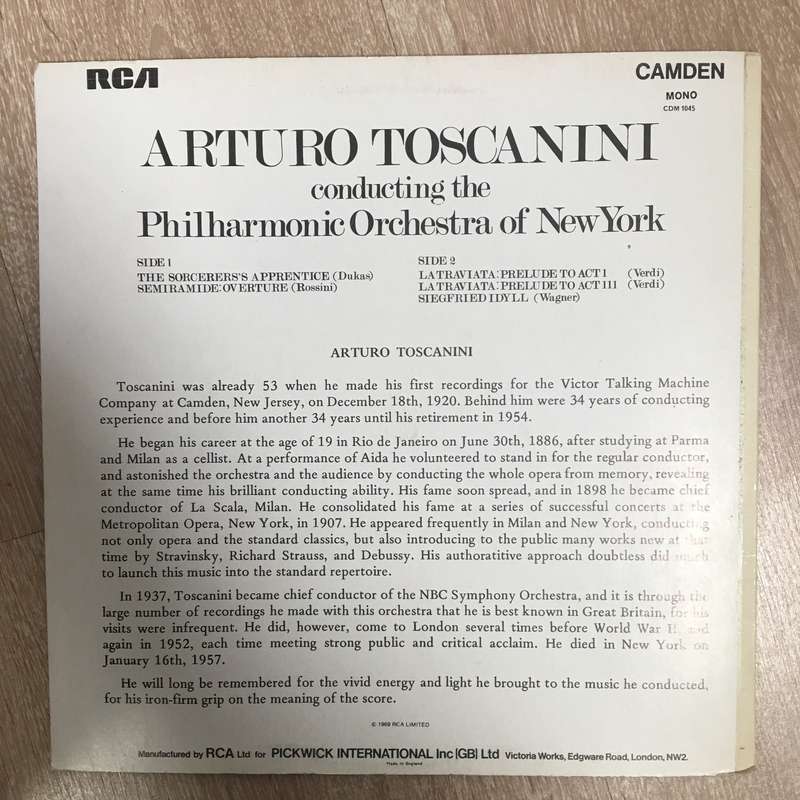 RCA
CAMDEN
MONO
CDM 1045
ARTURO TOSCANINI
conducting the
Philharmonic Orchestra of New York
SIDE 1
THE SORCERERS'S APPRENTICE (Dukas)
SEMIRAMIDE: OVERTURE (Rossini)
SIDE 2
LA TRAVIATA: PRELUDE TO ACT I (Verdi)
LA TRAVIATA: PRELUDE TO ACT III (Verdi)
SIEGFRIED IDYLL (Wagner)
ARTURO TOSCANINI
Toscanini was already 53 when he made his first recordings for the Victor Talking Machine
Company at Camden, New Jersey, on December 18th, 1920. Behind him were 34 years of conducting
experience and before him another 34 years until his retirement in 1954.
He began his career at the age of 19 in Rio de Janeiro on June 30th, 1886, after studying at Parma
and Milan as a cellist. At a performance of Aida he volunteered to stand in for the regular conductor,
and astonished the orchestra and the audience by conducting the whole opera from memory, revealing
at the same time his brilliant conducting ability. His fame soon spread, and in 1898 he became chief
conductor of La Scala, Milan. He consolidated his fame at a series of successful concerts at the
Metropolitan Opera, New York, in 1907. He appeared frequently in Milan and New York, conducting
not only opera and the standard classics, but also introducing to the public many works new at that
time by Stravinsky, Richard Strauss, and Debussy. His authoratitive approach doubtless did much
to launch this music into the standard repertoire.
In 1937, Toscanini became chief conductor of the NBC Symphony Orchestra, and it is through the
large number of recordings he made with this orchestra that he is best known in Great Britain, for his
visits were infrequent. He did, however, come to London several times before World War II and
again in 1952, each time meeting strong public and critical acclaim. He died in New York on
January 16th, 1957.
He will long be remembered for the vivid energy and light he brought to the music he conducted,
for his iron-firm grip on the meaning of the score.
© 1969 RCA LIMITED
Manufactured by RCA Ltd for PICKWICK INTERNATIONAL Inc (GB) Ltd Victoria Works, Edgware Road, London, NW2.
Made in England